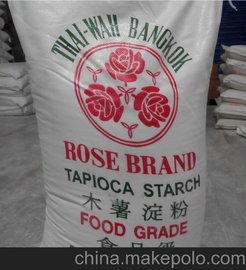 THAI-WAH BANGKOK
ROSE BRAND
TAPIOCA STARCH
木薯淀粉
FOOD GRADE
食品级
china.makepolo.com